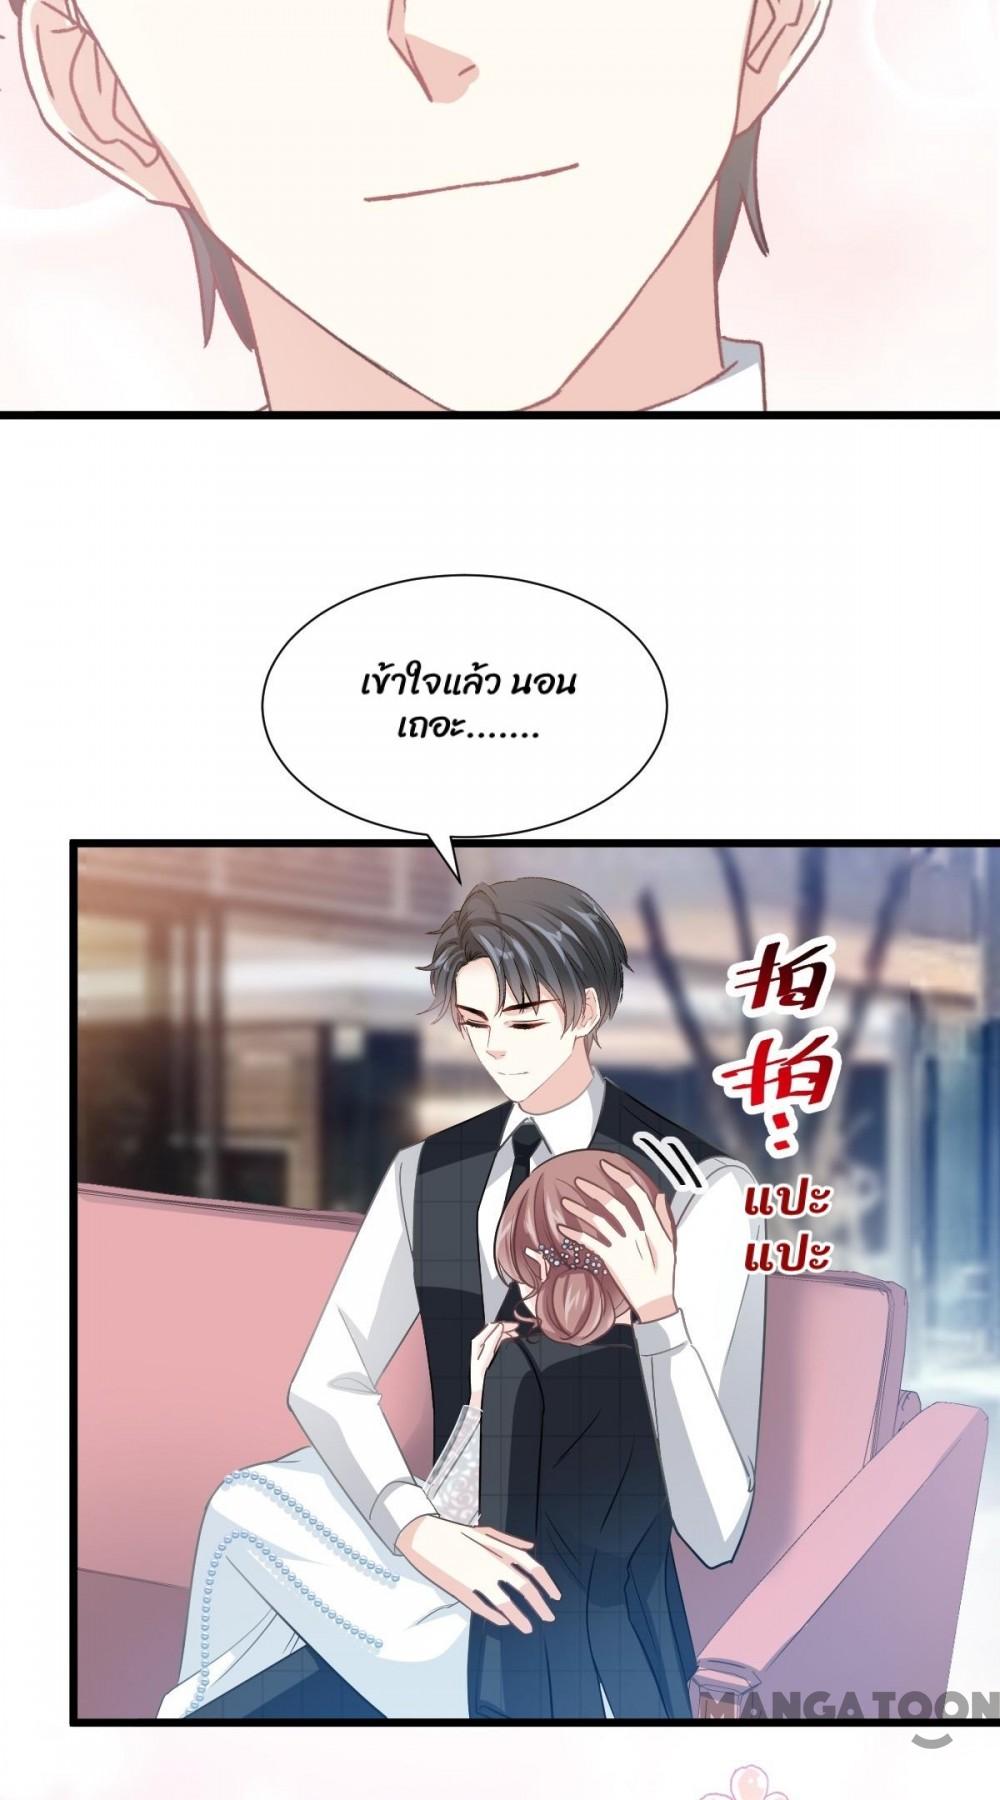 เข้าใจแล้ว นอน
เถอะ.......
拍
拍
แปะ
แปะ
MANGATOON